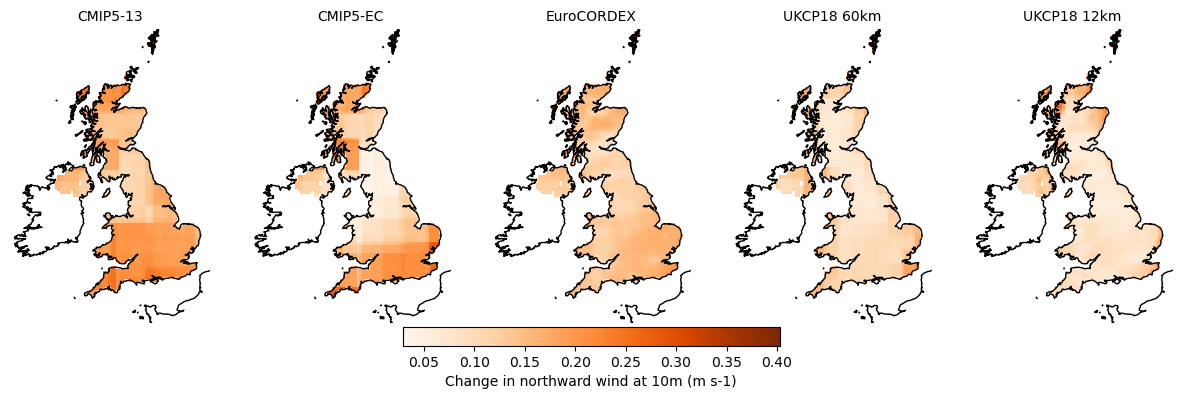 CMIP5-13 CMIP5-EC EuroCORDEX UKCP18 60km UKCP18 12km
0.05 0.10 0.15 0.20 0.25 0.30 0.35 0.40
Change in northward wind at 10m (m s-1)